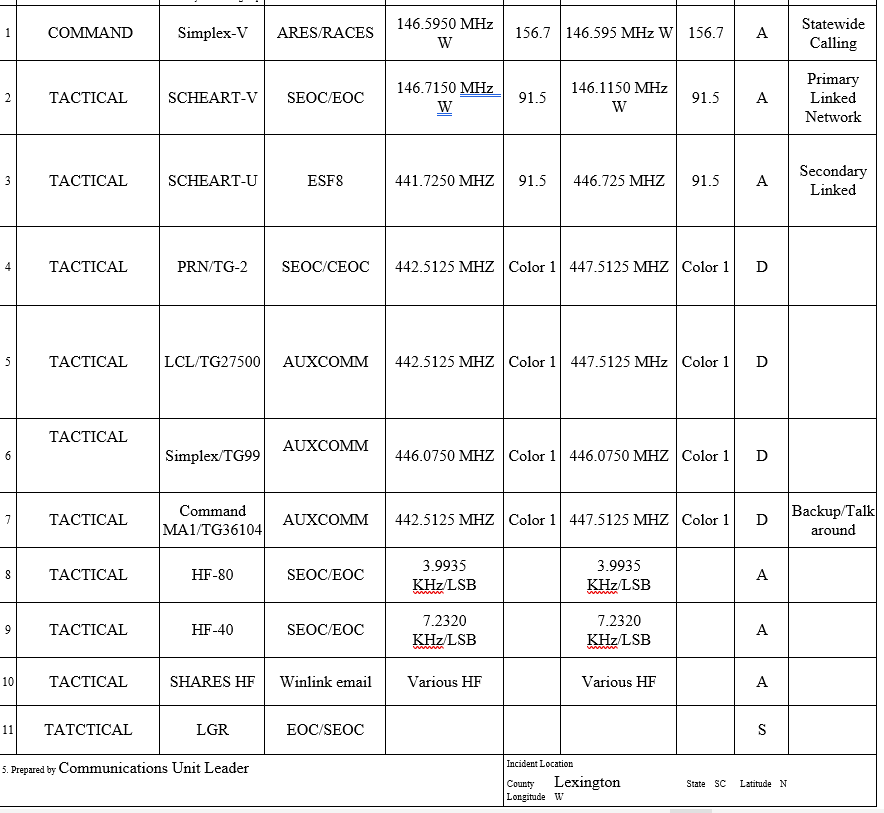 1 COMMAND Simplex-V ARES/RACES 146.5950 MHz W 156.7 146.595 MHz W 156.7 A Statewide Calling
2 TACTICAL SCHEART-V SEOC/EOC 146.7150 MHz W 91.5 146.1150 MHz W 91.5 A Primary Linked Network
3 TACTICAL SCHEART-U ESF8 441.7250 MHZ 91.5 446.725 MHZ 91.5 A Secondary Linked
4 TACTICAL PRN/TG-2 SEOC/CEOC 442.5125 MHZ Color 1 447.5125 MHZ Color 1 D
5 TACTICAL LCL/TG27500 AUXCOMM 442.5125 MHZ Color 1 447.5125 MHz Color 1 D
6 TACTICAL Simplex/TG99 AUXCOMM 446.0750 MHZ Color 1 446.0750 MHZ Color 1 D
7 TACTICAL Command MA1/TG36104 AUXCOMM 442.5125 MHZ Color 1 447.5125 MHZ Color 1 D Backup/Talk around
8 TACTICAL HF-80 SEOC/EOC 3.9935 KHz/LSB 3.9935 KHz/LSB A
9 TACTICAL HF-40 SEOC/EOC 7.2320 KHz/LSB 7.2320 KHz/LSB A
10 TACTICAL SHARES HF Winlink email Various HF Various HF A
11 TATCTICAL LGR EOC/SEOC S
5. Prepared by Communications Unit Leader
Incident Location
County Lexington State SC Latitude N
Longitude W